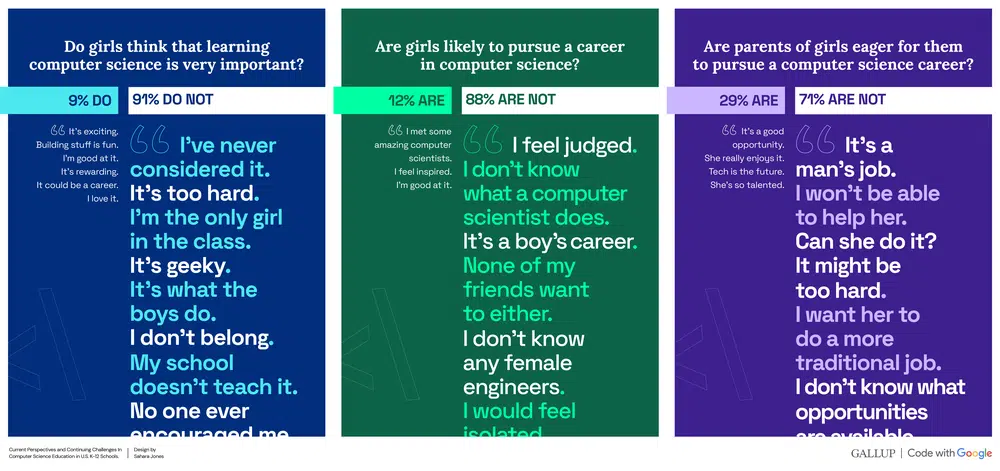 Do girls think that learning
computer science is very important?
9% DO
91% DO NOT
It's exciting.
Building stuff is fun.
I'm good at it.
It's rewarding.
It could be a career.
I love it.
“ I've never
considered it.
It's too hard.
I'm the only girl
in the class.
It's geeky.
It's what the
boys do.
I don't belong.
My school
doesn't teach it.
No one ever
encouraged me
Are girls likely to pursue a career
in computer science?
12% ARE
88% ARE NOT
“ I met some
amazing computer
scientists.
I feel inspired.
I'm good at it.
“ I feel judged.
I don't know
what a computer
scientist does.
It's a boy's career.
None of my
friends want
to either.
I don't know
any female
engineers.
I would feel
isolated.
Are parents of girls eager for them
to pursue a computer science career?
29% ARE
71% ARE NOT
“ It's a good
opportunity.
She really enjoys it.
Tech is the future.
She's so talented.
“ It's a
man's job.
I won't be able
to help her.
Can she do it?
It might be
too hard.
I want her to
do a more
traditional job.
I don't know what
opportunities
are available.
Current Perspectives and Continuing Challenges in
Computer Science Education in U.S. K-12 Schools.
Design by
Sahara Jones
GALLUP | Code with Google